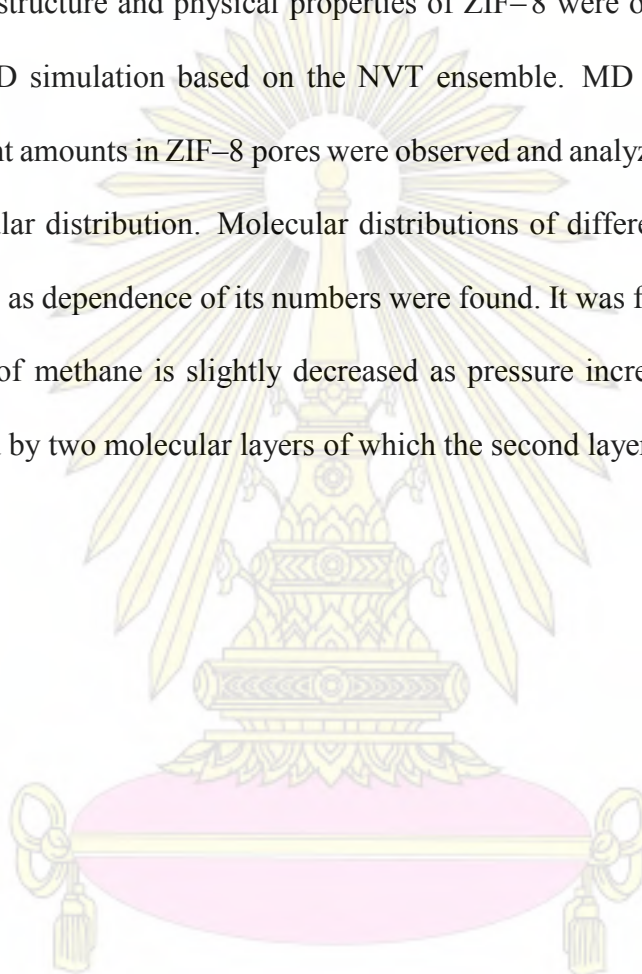 structure and physical properties of ZIF–8 were o
D simulation based on the NVT ensemble. MD
nt amounts in ZIF–8 pores were observed and analyz
lar distribution. Molecular distributions of differe
as dependence of its numbers were found. It was f
of methane is slightly decreased as pressure incre
by two molecular layers of which the second layer